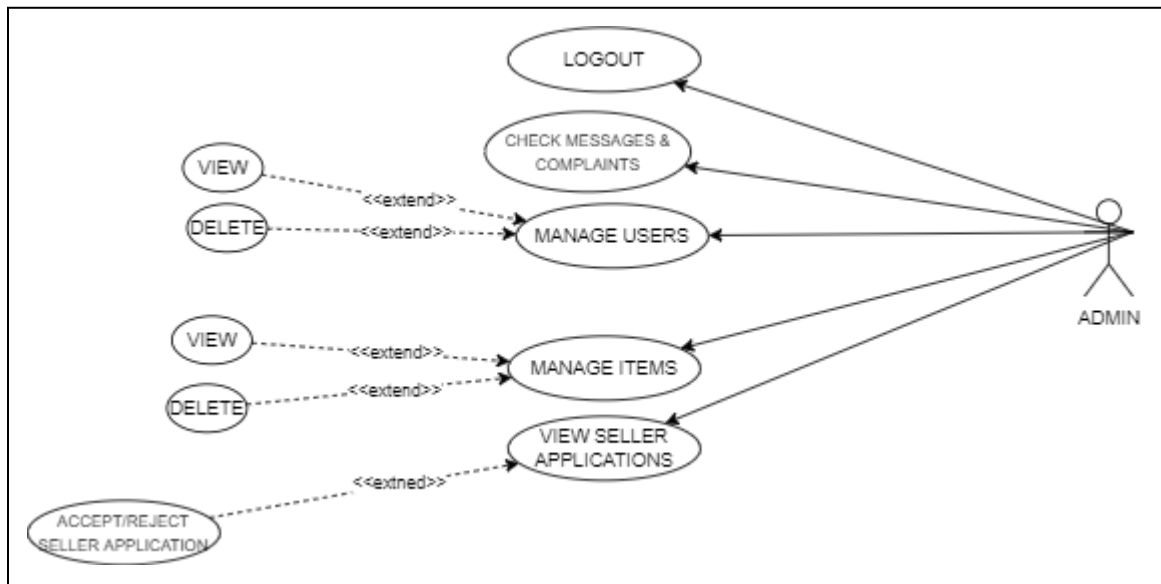 LOGOUT
CHECK MESSAGES &
COMPLAINTS
VIEW
<<extend>>
DELETE
<<extend>>
MANAGE USERS
ADMIN
VIEW
<<extend>>
MANAGE ITEMS
<<extend>>
DELETE
VIEW SELLER
APPLICATIONS
<<extned>>
ACCEPT/REJECT
SELLER APPLICATION